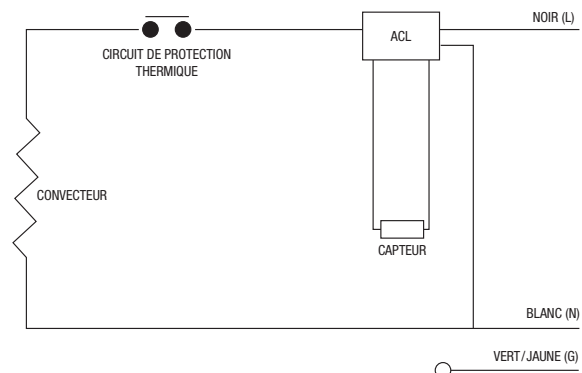 NOIR (L)
ACL
CIRCUIT DE PROTECTION
THERMIQUE
CONVECTEUR
CAPTEUR
BLANC (N)
VERT/JAUNE (G)